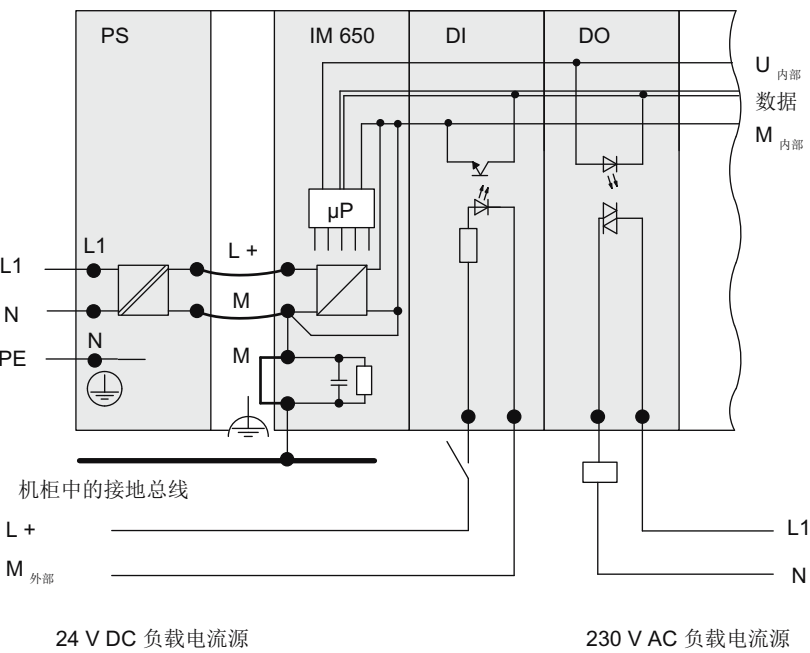 PS
IM 650
DI
DO
U 内部
数据
M 内部
µP
L1
L +
L1
M
N
N
M
PE
机柜中的接地总线
L +
L1
M 外部
N
24 V DC 负载电流源
230 V AC 负载电流源